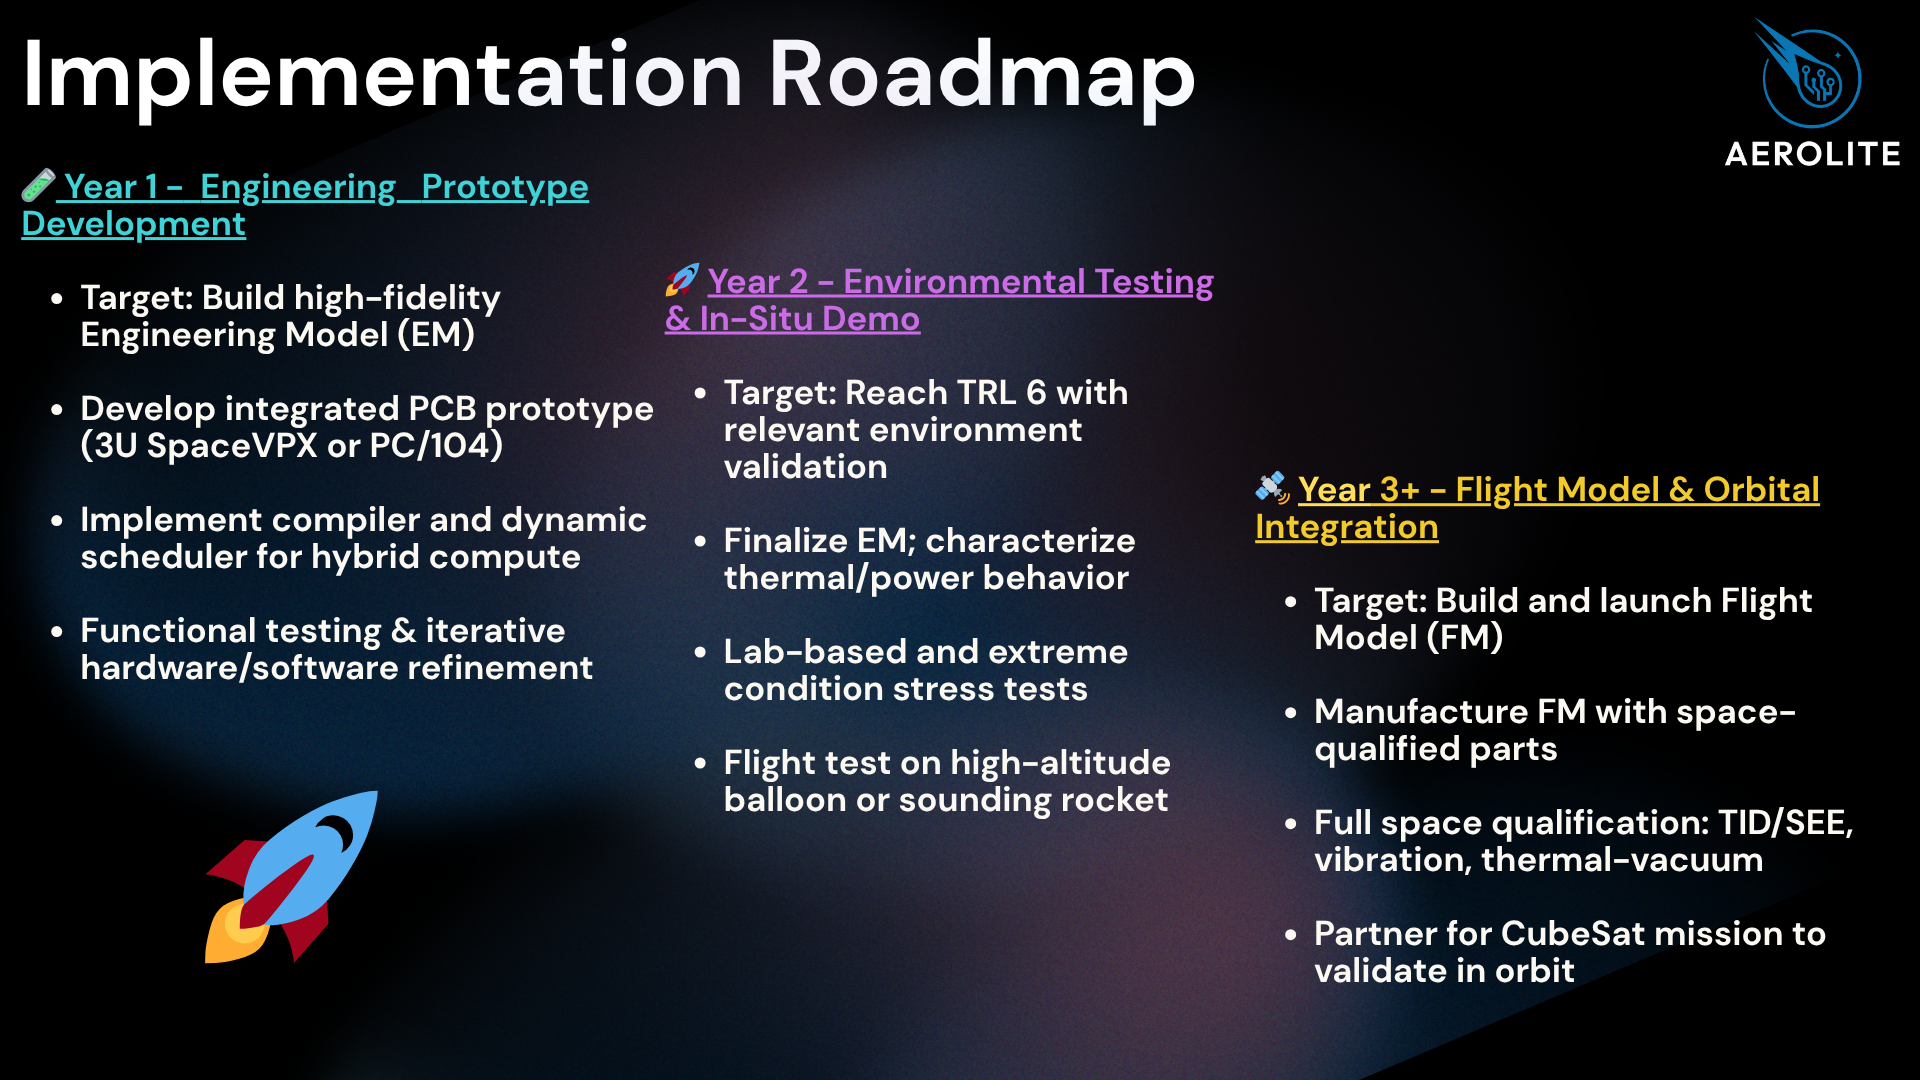 Implementation Roadmap
AEROLITE
Year 1 - Engineering Prototype
Development
• Target: Build high-fidelity
Engineering Model (EM)
• Develop integrated PCB prototype
(3U SpaceVPX or PC/104)
• Implement compiler and dynamic
scheduler for hybrid compute
• Functional testing & iterative
hardware/software refinement
Year 2 - Environmental Testing
& In-Situ Demo
• Target: Reach TRL 6 with
relevant environment
validation
• Finalize EM; characterize
thermal/power behavior
• Lab-based and extreme
condition stress tests
• Flight test on high-altitude
balloon or sounding rocket
Year 3+ - Flight Model & Orbital
Integration
• Target: Build and launch Flight
Model (FM)
• Manufacture FM with space-
qualified parts
• Full space qualification: TID/SEE,
vibration, thermal-vacuum
• Partner for CubeSat mission to
validate in orbit